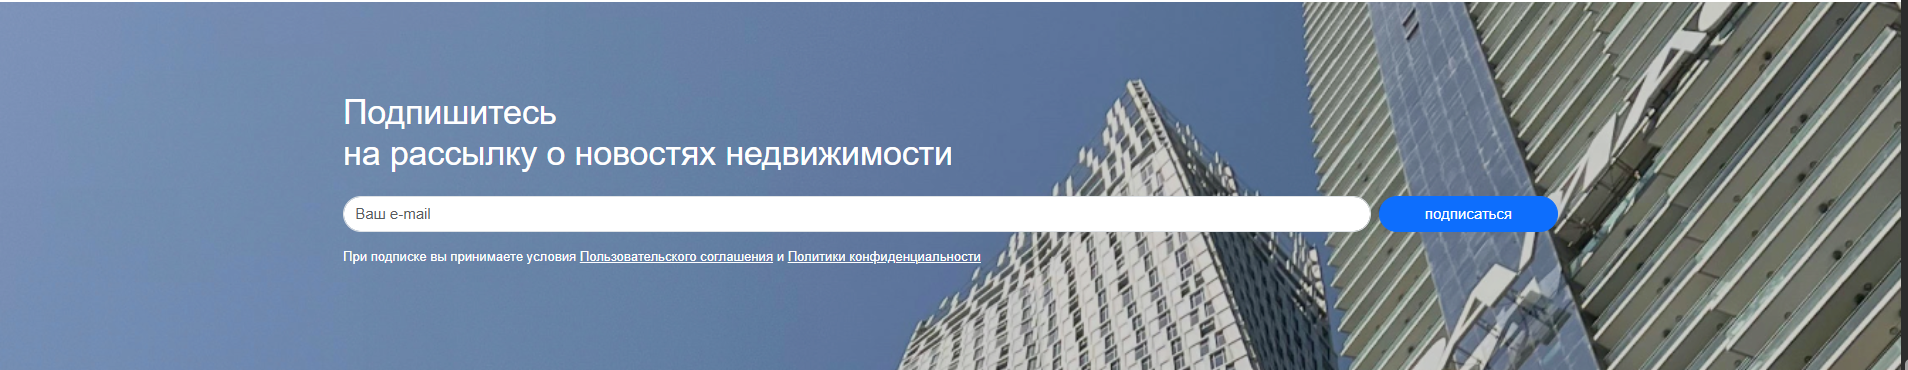 Подпишитесь
на рассылку о новостях недвижимости
Ваш e-mail
подписаться
При подписке вы принимаете условия Пользовательского соглашения и Политики конфиденциальности